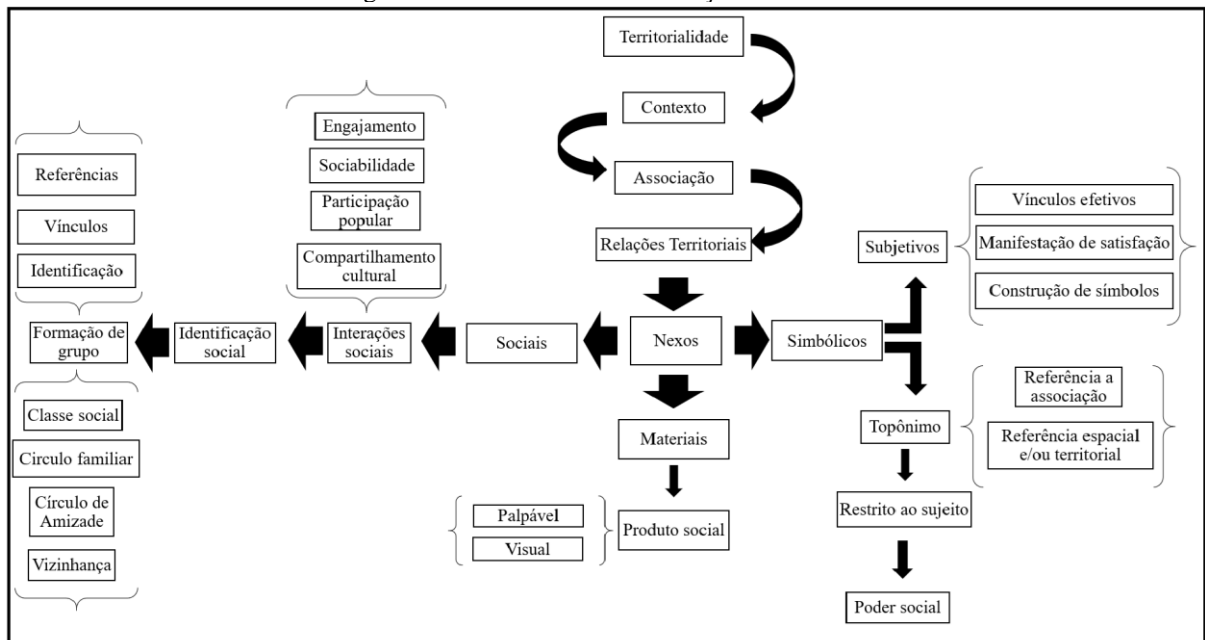 Territorialidade
Contexto
Associação
Relações Territoriais
Nexos
Sociais
Interações
sociais
Engajamento
Sociabilidade
Participação
popular
Compartilhamento
cultural
Identificação
social
Formação de
grupo
Referências
Vínculos
Identificação
Classe social
Circulo familiar
Círculo de
Amizade
Vizinhança
Materiais
Produto social
Palpável
Visual
Simbólicos
Subjetivos
Vínculos efetivos
Manifestação de satisfação
Construção de símbolos
Topônimo
Referência a
associação
Referência espacial
e/ou territorial
Restrito ao sujeito
Poder social